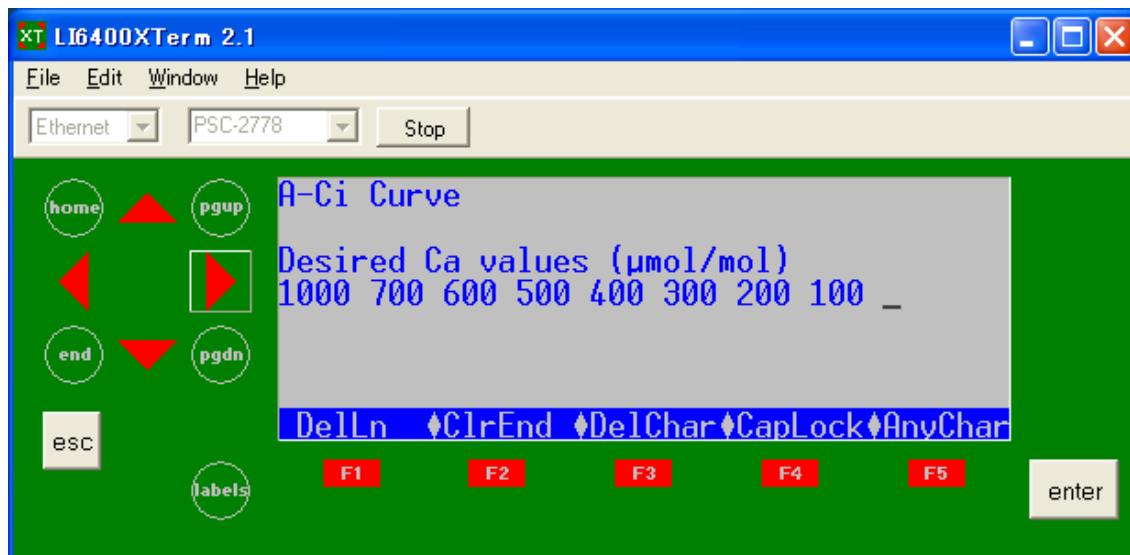 XT LI6400XTerm 2.1
File Edit Window Help
Ethernet PSC-2778 Stop
home pgup
A-Ci Curve
Desired Ca values (µmol/mol)
1000 700 600 500 400 300 200 100 _
end pgdn
esc
DelLn ♦ClrEnd ♦DelChar♦CapLock♦AnyChar
labels F1 F2 F3 F4 F5 enter